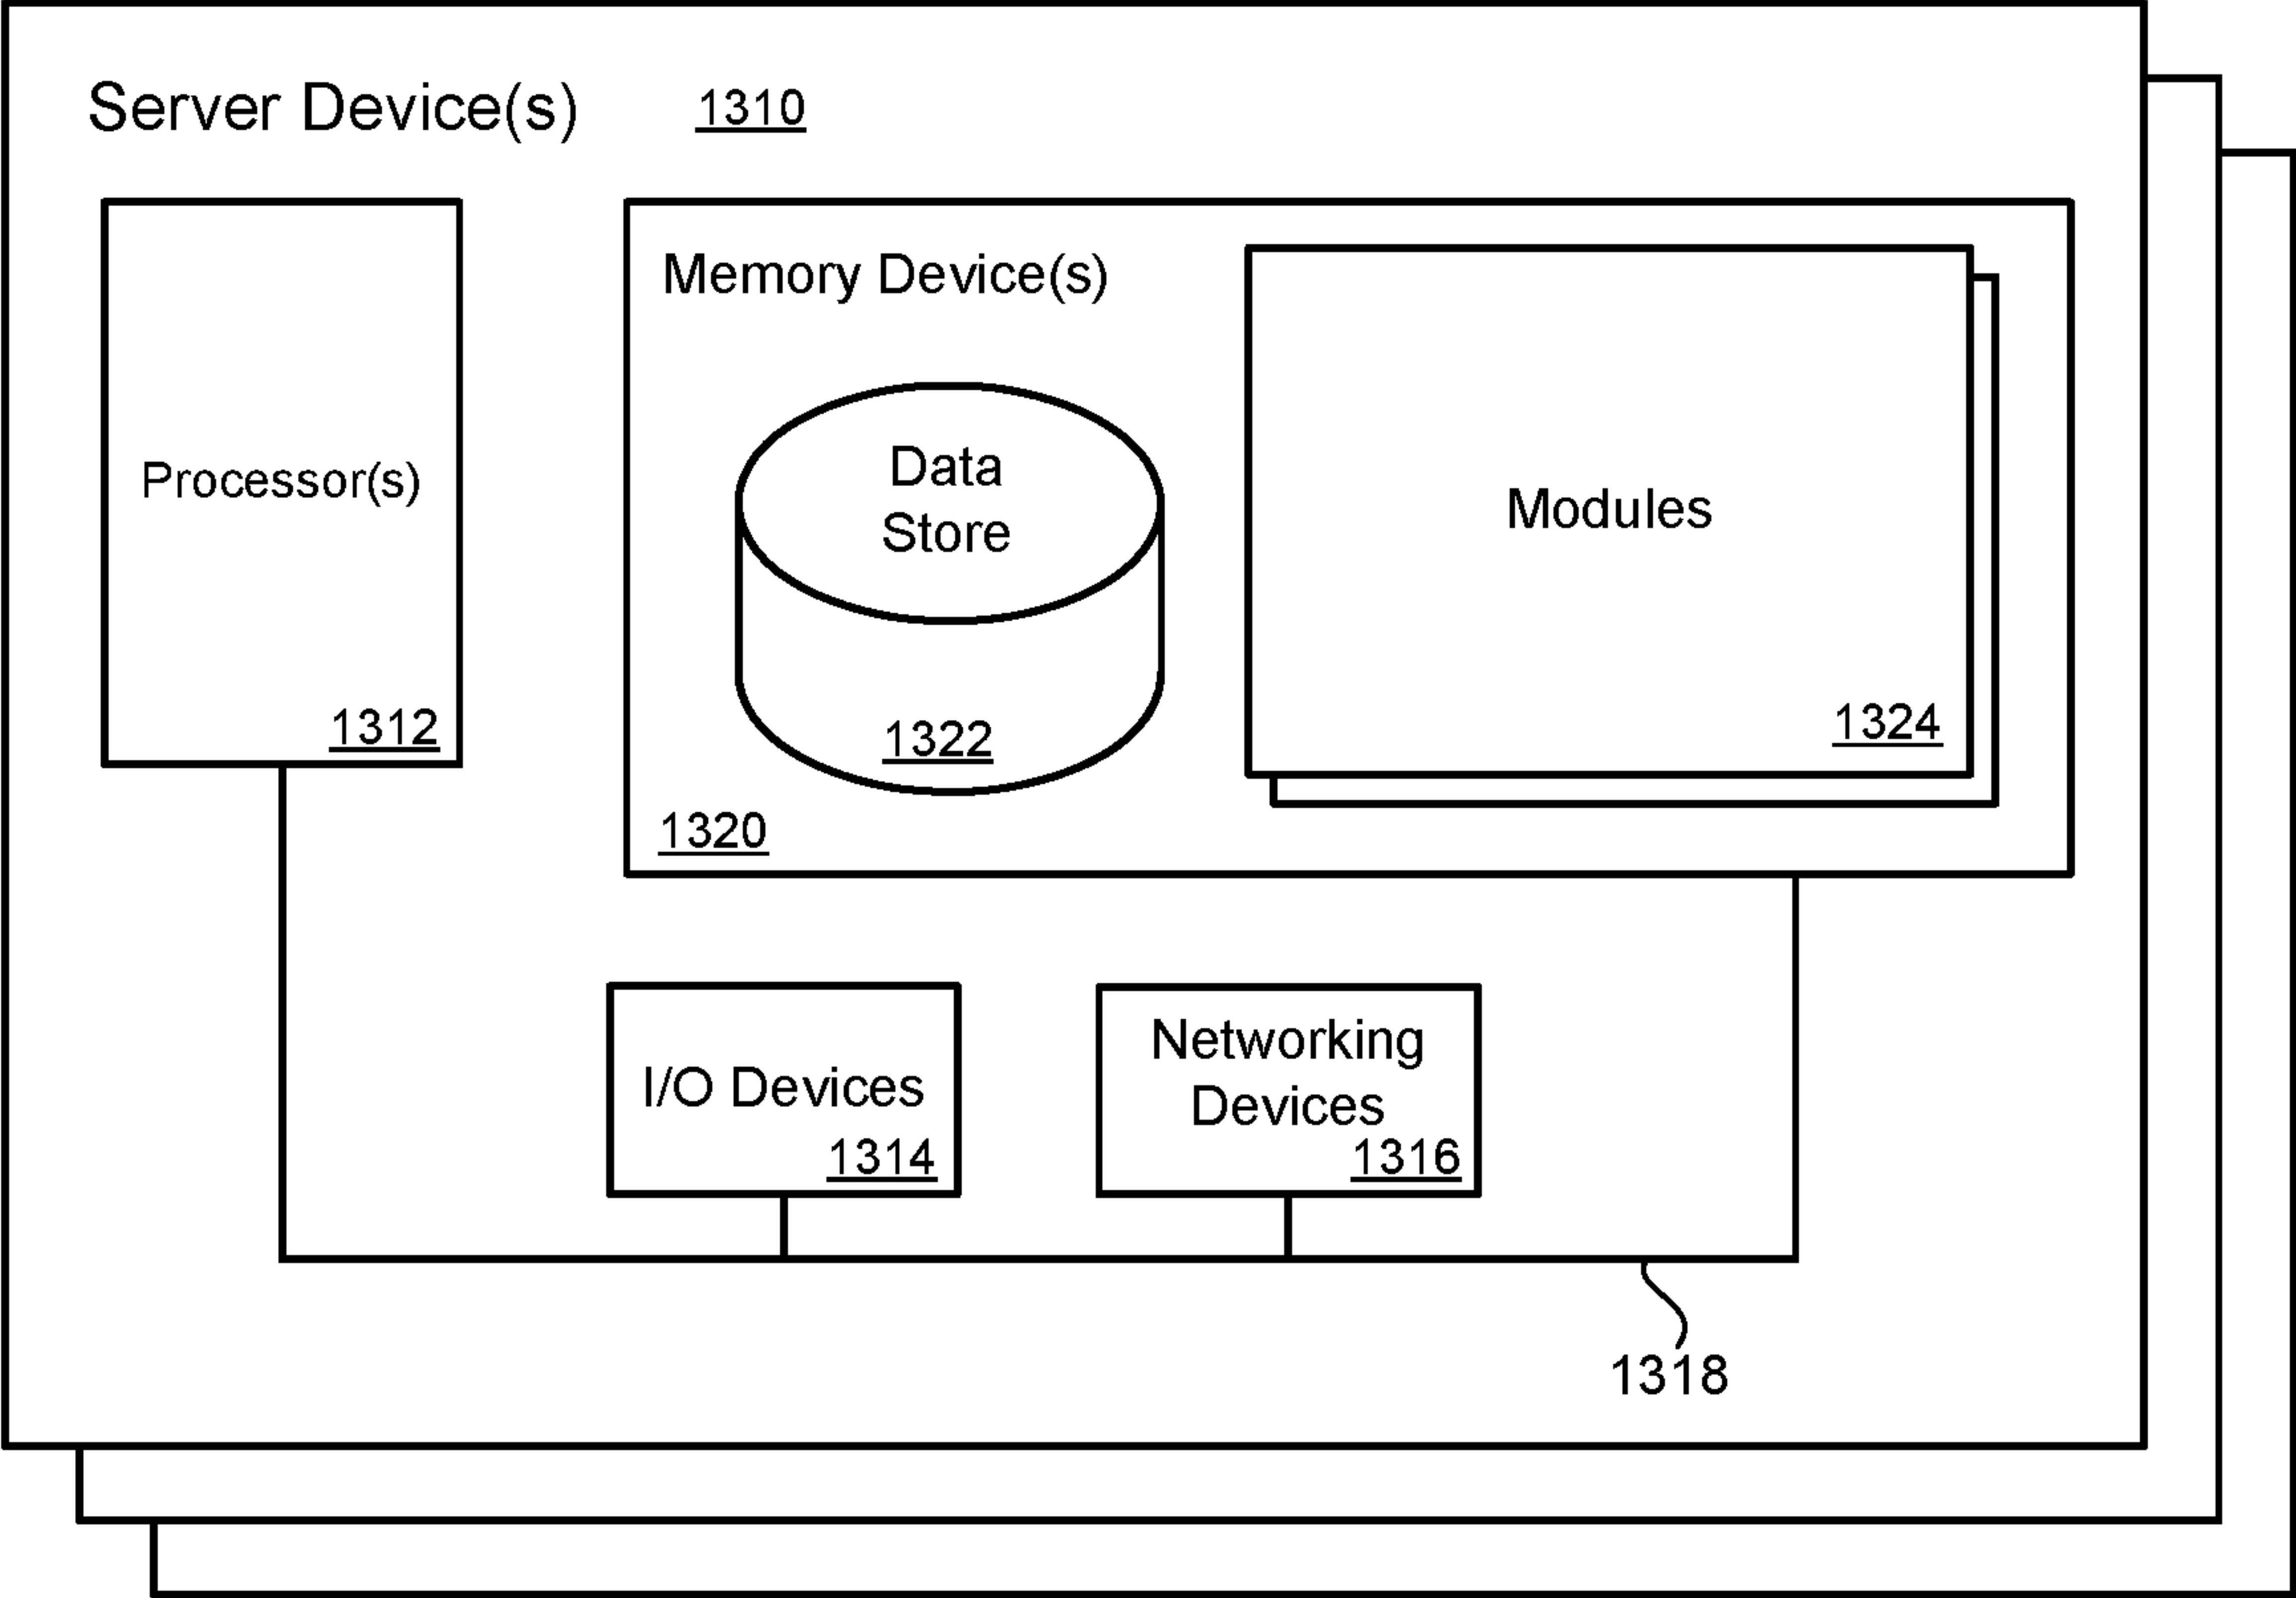 Server Device(s) 1310
Processor(s)
1312
Memory Device(s)
Data
Store
1322
1320
Modules
1324
I/O Devices
1314
Networking
Devices
1316
1318